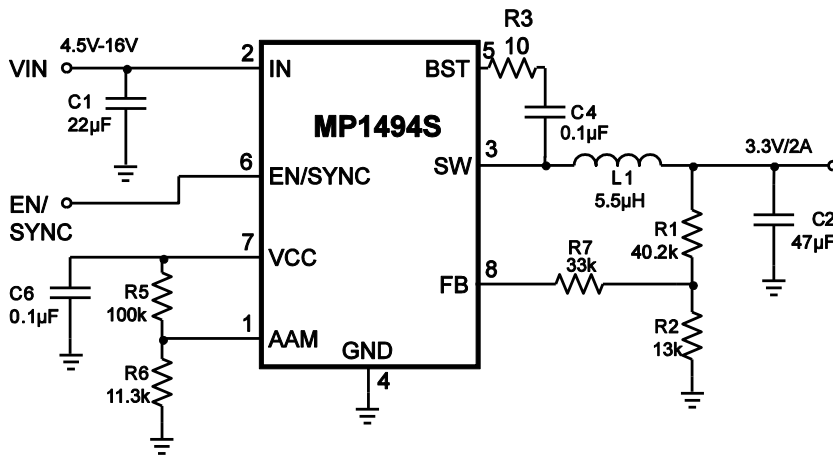 VIN
4.5V-16V
2
IN
C1
22µF
6
EN/SYNC
EN/
SYNC
7
VCC
C6
0.1µF
R5
100k
1
AAM
R6
11.3k
GND
4
MP1494S
BST
5
R3
10
C4
0.1µF
SW
3
L1
5.5µH
3.3V/2A
R1
40.2k
C2
47µF
FB
8
R7
33k
R2
13k